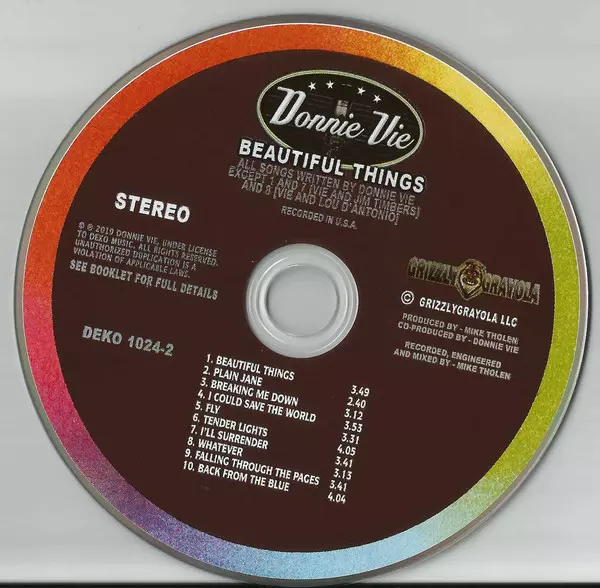 Donnie Vie
BEAUTIFUL THINGS
ALL SONGS WRITTEN BY DONNIE VIE
EXCEPT 1 AND 7 [VIE AND JIM TIMBERS]
AND 8 [VIE AND LOU D'ANTONIO]
RECORDED IN U.S.A.
STEREO
℗ © 2019 DONNIE VIE, UNDER LICENSE
TO DEKO MUSIC. ALL RIGHTS RESERVED.
UNAUTHORIZED DUPLICATION IS A
VIOLATION OF APPLICABLE LAWS.
SEE BOOKLET FOR FULL DETAILS
DEKO 1024-2
GRIZZLY GRAYOLA
© GRIZZLYGRAYOLA LLC
PRODUCED BY - MIKE THOLEN
CO-PRODUCED BY - DONNIE VIE
RECORDED, ENGINEERED
AND MIXED BY - MIKE THOLEN
1. BEAUTIFUL THINGS 3.49
2. PLAIN JANE 2.40
3. BREAKING ME DOWN 3.12
4. I COULD SAVE THE WORLD 3.53
5. FLY 3.31
6. TENDER LIGHTS 4.05
7. I'LL SURRENDER 3.41
8. WHATEVER 3.13
9. FALLING THROUGH THE PAGES 3.41
10. BACK FROM THE BLUE 4.04